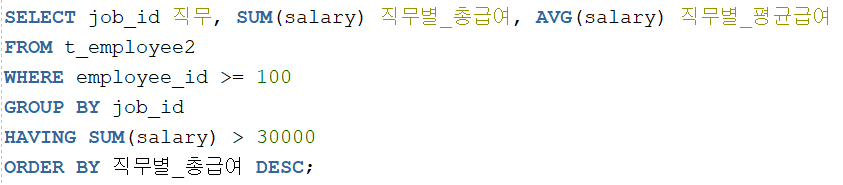 SELECT job_id 직무, SUM(salary) 직무별_총급여, AVG(salary) 직무별_평균급여
FROM t_employee2
WHERE employee_id >= 100
GROUP BY job_id
HAVING SUM(salary) > 30000
ORDER BY 직무별_총급여 DESC;